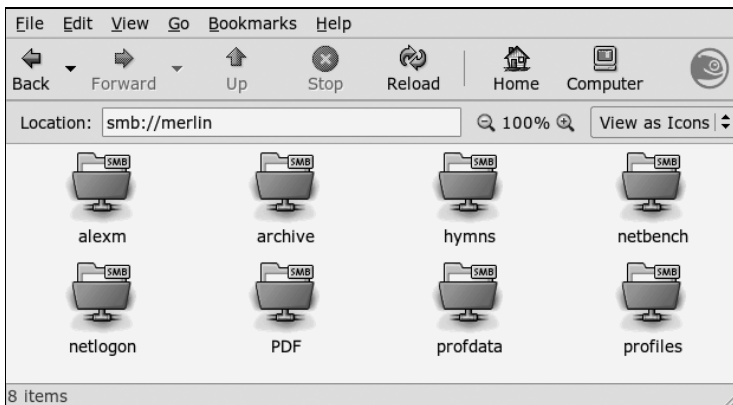 File Edit View Go Bookmarks Help
Back Forward Up Stop Reload Home Computer
Location: smb://merlin 100% View as Icons
SMB SMB SMB SMB
alexm archive hymns netbench
SMB SMB SMB SMB
netlogon PDF profdata profiles
8 items